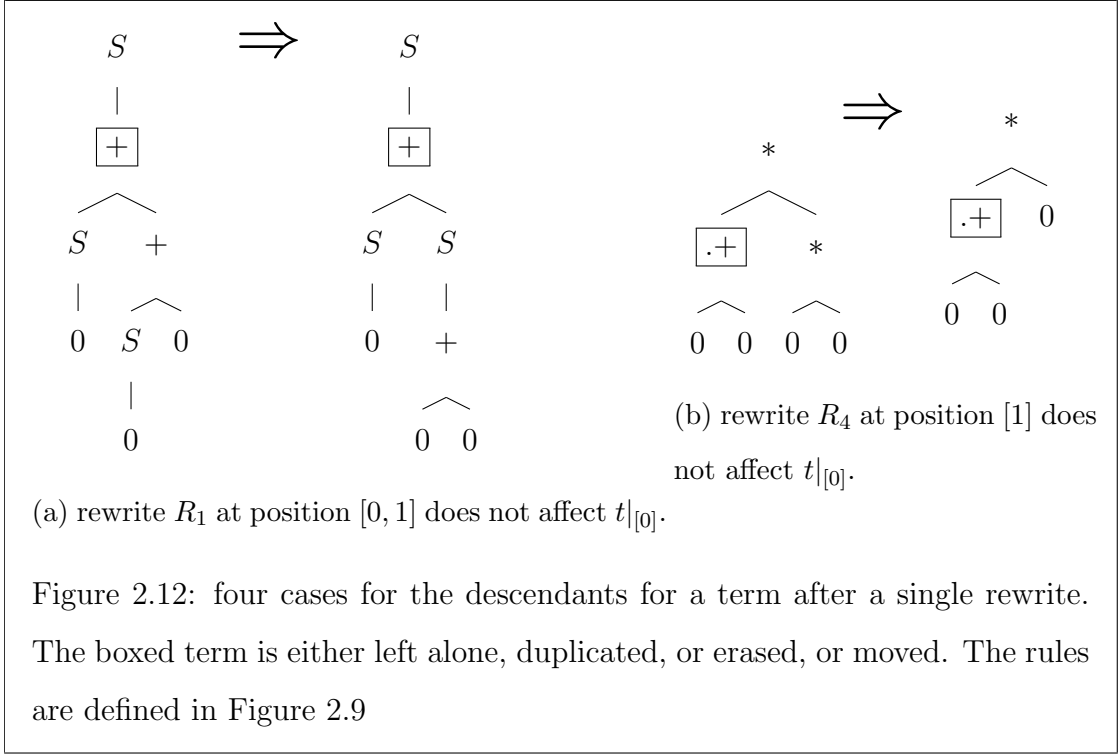 S ⇒ S
+ +
S + S S
0 S 0 0 +
0 0 0
(a) rewrite R₁ at position [0, 1] does not affect t|[0].
∗ ⇒ ∗
.+ ∗ .+ 0
0 0 0 0 0 0
(b) rewrite R₄ at position [1] does
not affect t|[0].
Figure 2.12: four cases for the descendants for a term after a single rewrite.
The boxed term is either left alone, duplicated, or erased, or moved. The rules
are defined in Figure 2.9